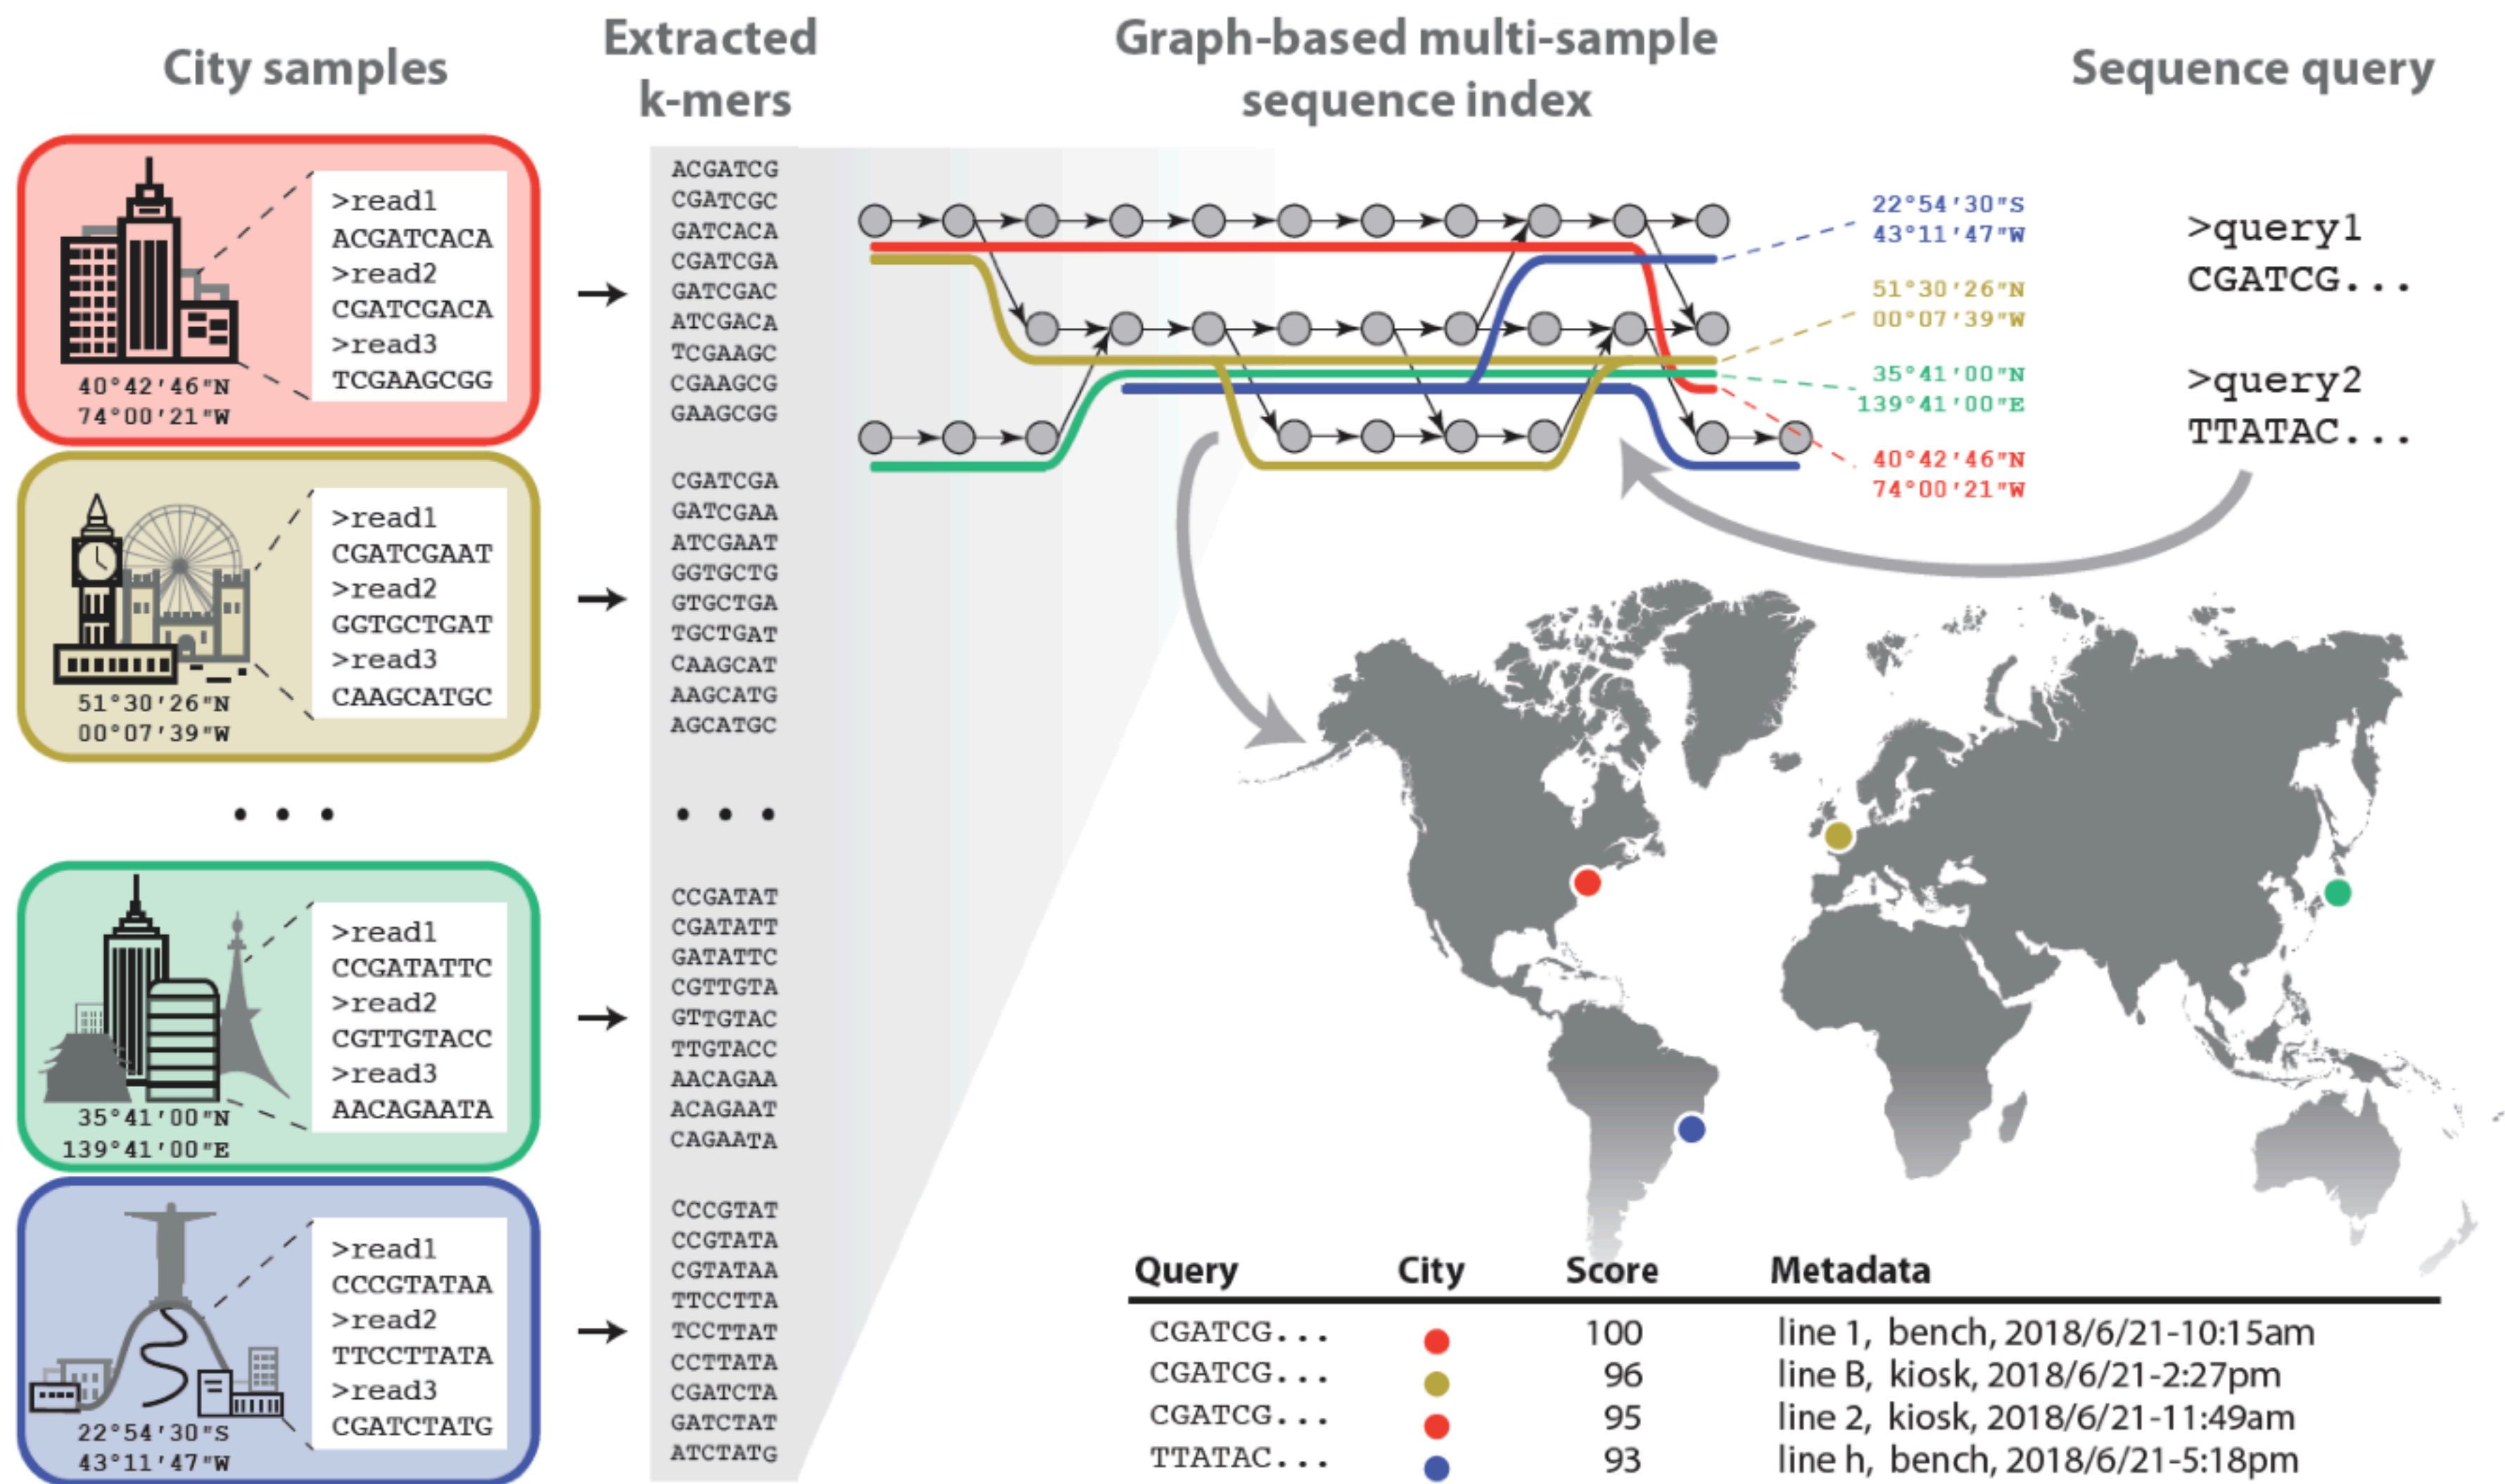 City samples
Extracted
k-mers
Graph-based multi-sample
sequence index
Sequence query
>read1
ACGATCACA
>read2
CGATCGACA
>read3
TCGAAGCGG
40°42'46"N
74°00'21"W
>read1
CGATCGAAT
>read2
GGTGCTGAT
>read3
CAAGCATGC
51°30'26"N
00°07'39"W
• • •
>read1
CCGATATTC
>read2
CGTTGTACC
>read3
AACAGAATA
35°41'00"N
139°41'00"E
>read1
CCCGTATAA
>read2
TTCCTTATA
>read3
CGATCTATG
22°54'30"S
43°11'47"W
ACGATCG
CGATCGC
GATCACA
CGATCGA
GATCGAC
ATCGACA
TCGAAGC
CGAAGCG
GAAGCGG
CGATCGA
GATCGAA
ATCGAAT
GGTGCTG
GTGCTGA
TGCTGAT
CAAGCAT
AAGCATG
AGCATGC
• • •
CCGATAT
CGATATT
GATATTC
CGTTGTA
GTTGTAC
TTGTACC
AACAGAA
ACAGAAT
CAGAATA
CCCGTAT
CCGTATA
CGTATAA
TTCCTTA
TCCTTAT
CCTTATA
CGATCTA
GATCTAT
ATCTATG
22°54'30"S
43°11'47"W
51°30'26"N
00°07'39"W
35°41'00"N
139°41'00"E
40°42'46"N
74°00'21"W
>query1
CGATCG...
>query2
TTATAC...
Query City Score Metadata
CGATCG... 100 line 1, bench, 2018/6/21-10:15am
CGATCG... 96 line B, kiosk, 2018/6/21-2:27pm
CGATCG... 95 line 2, kiosk, 2018/6/21-11:49am
TTATAC... 93 line h, bench, 2018/6/21-5:18pm